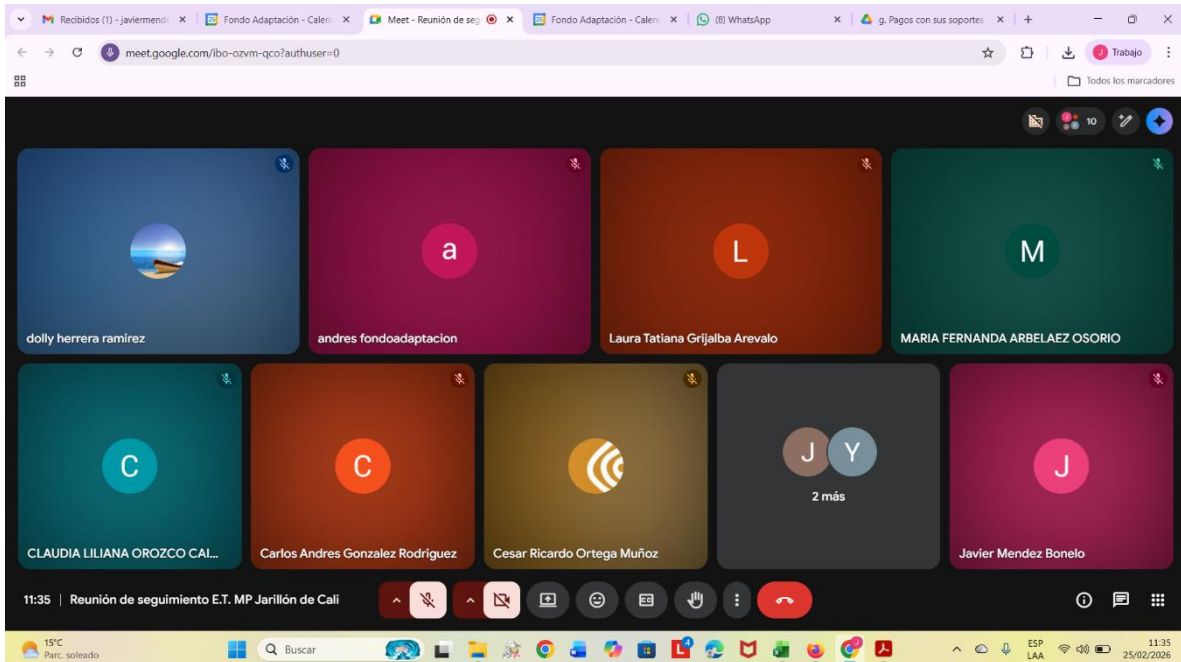 Recibidos (1) - javiermende
Fondo Adaptación - Calen
Meet - Reunión de seg
Fondo Adaptación - Calen
(8) WhatsApp
g. Pagos con sus soportes
meet.google.com/ibo-ozvm-qco?authuser=0
J
Trabajo
Todos los marcadores
10
dolly herrera ramirez
a
andres fondoadaptacion
L
Laura Tatiana Grijalba Arevalo
M
MARIA FERNANDA ARBELAEZ OSORIO
C
CLAUDIA LILIANA OROZCO CAI...
C
Carlos Andres Gonzalez Rodriguez
Cesar Ricardo Ortega Muñoz
J Y
2 más
J
Javier Mendez Bonelo
11:35 | Reunión de seguimiento E.T. MP Jarillón de Cali
15°C
Parc. soleado
Buscar
ESP
LAA
11:35
25/02/2026